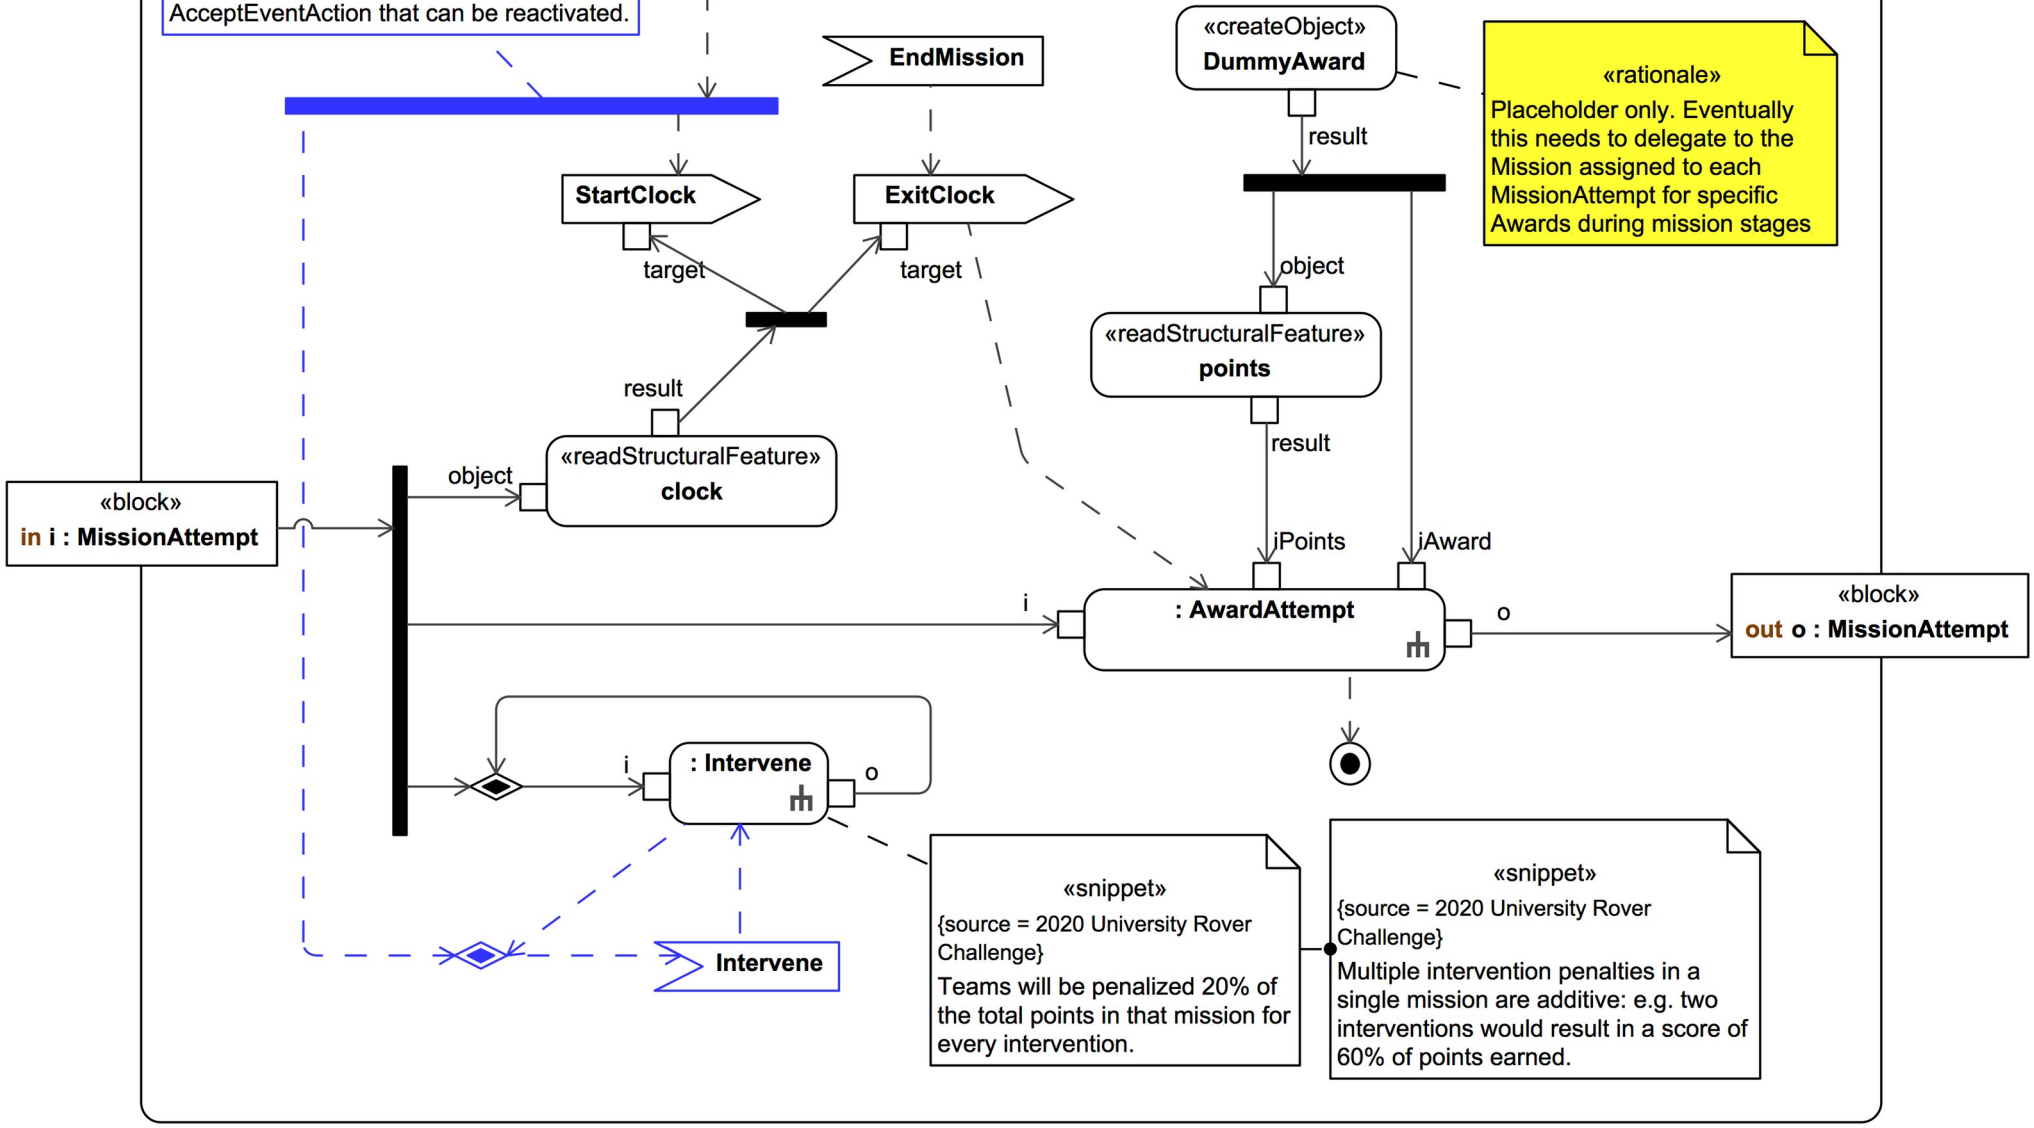 AcceptEventAction that can be reactivated.
EndMission
«createObject»
DummyAward
result
«rationale»
Placeholder only. Eventually
this needs to delegate to the
Mission assigned to each
MissionAttempt for specific
Awards during mission stages
StartClock
ExitClock
target
target
object
«readStructuralFeature»
points
result
result
«readStructuralFeature»
clock
object
«block»
in i : MissionAttempt
iPoints
iAward
i
: AwardAttempt
o
«block»
out o : MissionAttempt
i
: Intervene
o
Intervene
«snippet»
{source = 2020 University Rover
Challenge}
Teams will be penalized 20% of
the total points in that mission for
every intervention.
«snippet»
{source = 2020 University Rover
Challenge}
Multiple intervention penalties in a
single mission are additive: e.g. two
interventions would result in a score of
60% of points earned.